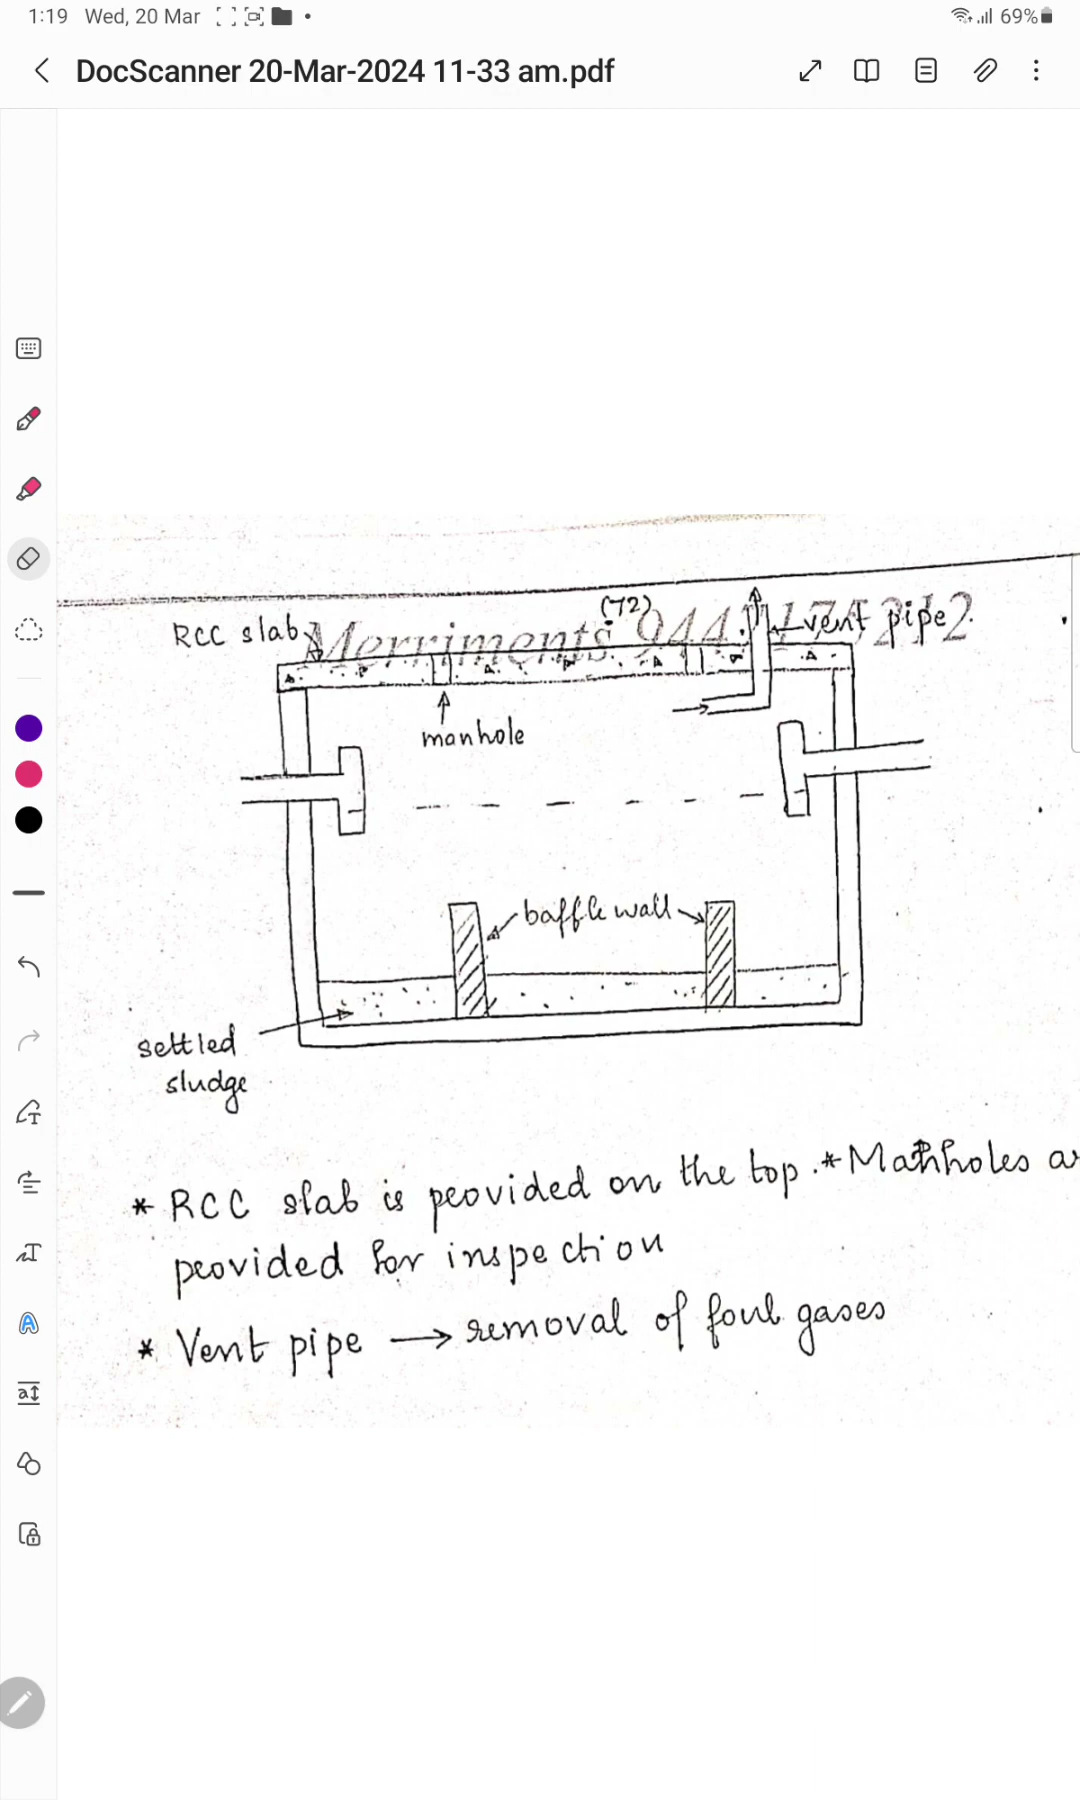 1:19 Wed, 20 Mar
69%
DocScanner 20-Mar-2024 11-33 am.pdf
(72)
RCC slab
Merriments
vent pipe.
manhole
baffle wall
settled
sludge
* RCC slab is provided on the top. * Manholes ar
provided for inspection
* Vent pipe → removal of foul gases